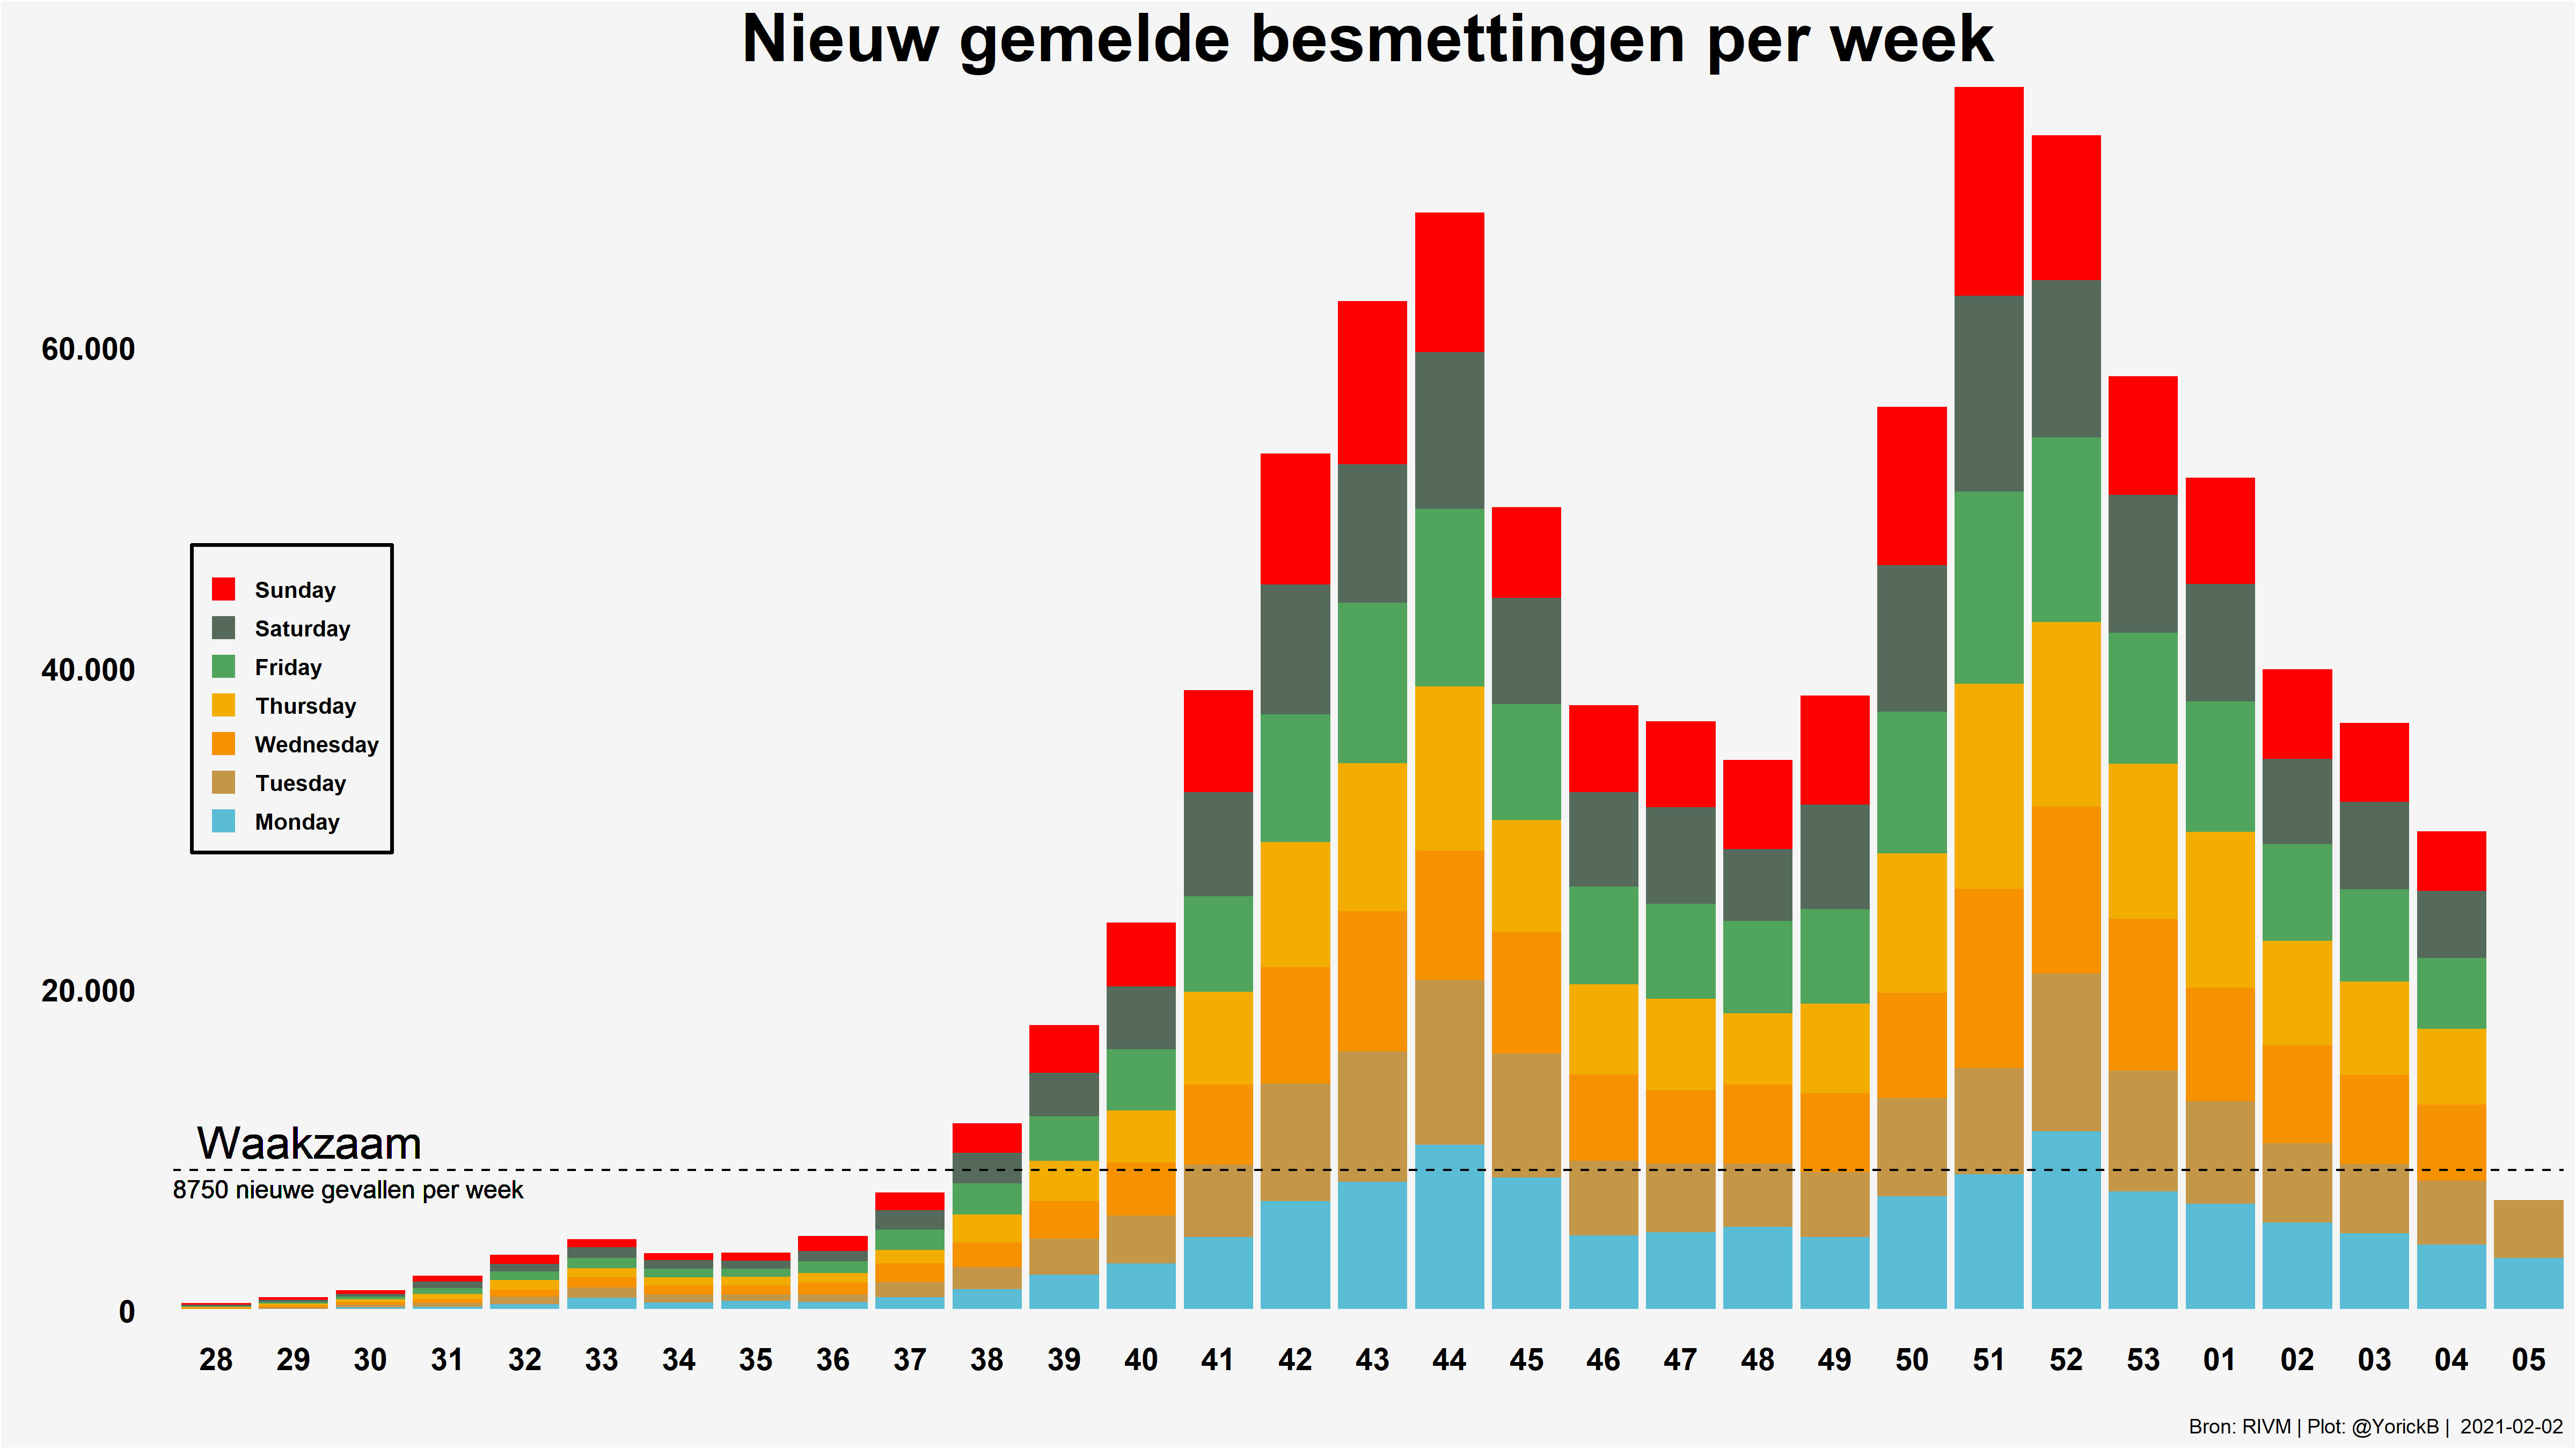 Nieuw gemelde besmettingen per week
60.000
40.000
20.000
0
Sunday
Saturday
Friday
Thursday
Wednesday
Tuesday
Monday
Waakzaam
8750 nieuwe gevallen per week
28 29 30 31 32 33 34 35 36 37 38 39 40 41 42 43 44 45 46 47 48 49 50 51 52 53 01 02 03 04 05
Bron: RIVM | Plot: @YorickB | 2021-02-02